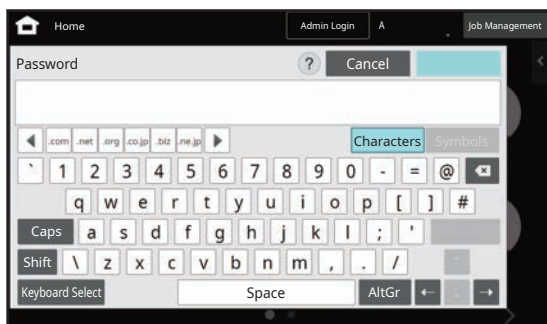 Home Admin Login A Job Management
Password ? Cancel
.com .net .org .co.jp .biz .ne.jp Characters Symbols
` 1 2 3 4 5 6 7 8 9 0 - = @
q w e r t y u i o p [ ] #
Caps a s d f g h j k l ; '
Shift \ z x c v b n m , . /
Keyboard Select Space AltGr ← →